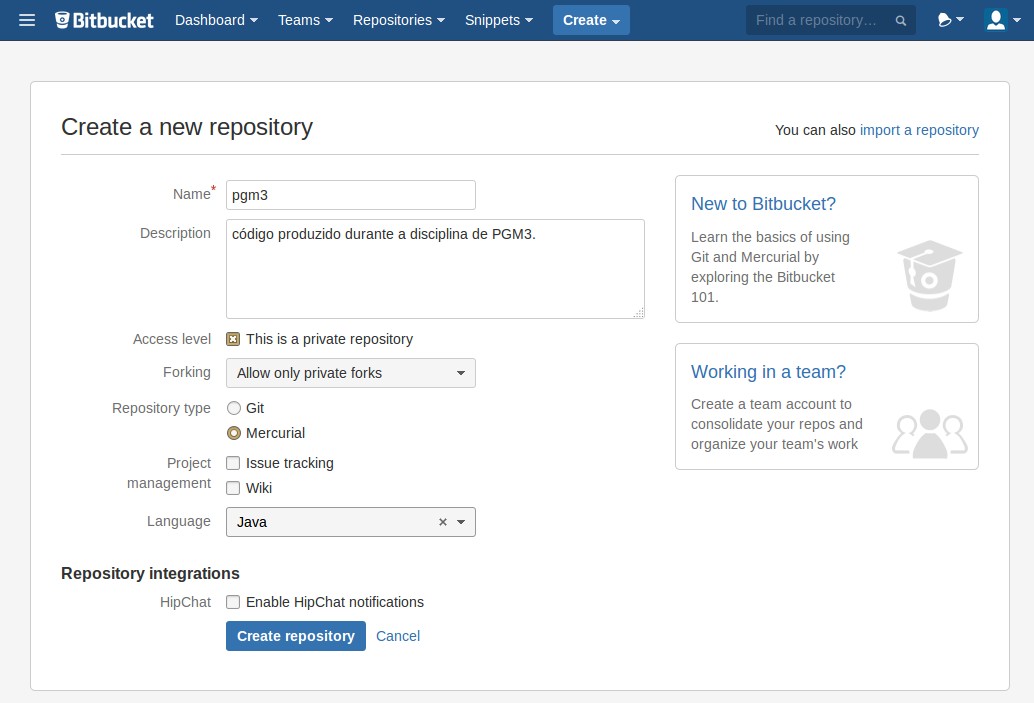 Bitbucket Dashboard Teams Repositories Snippets Create Find a repository...
Create a new repository
You can also import a repository
Name*
pgm3
Description
código produzido durante a disciplina de PGM3.
Access level
This is a private repository
Forking
Allow only private forks
Repository type
Git
Mercurial
Project
management
Issue tracking
Wiki
Language
Java
Repository integrations
HipChat
Enable HipChat notifications
Create repository Cancel
New to Bitbucket?
Learn the basics of using
Git and Mercurial by
exploring the Bitbucket
101.
Working in a team?
Create a team account to
consolidate your repos and
organize your team's work